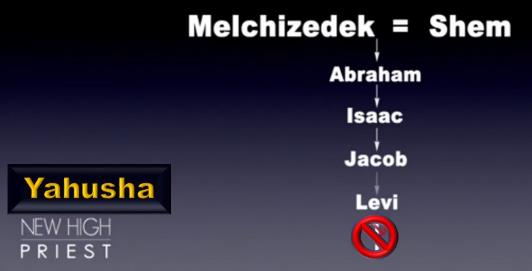 Melchizedek = Shem
Abraham
Isaac
Jacob
Levi
Yahusha
NEW HIGH
PRIEST